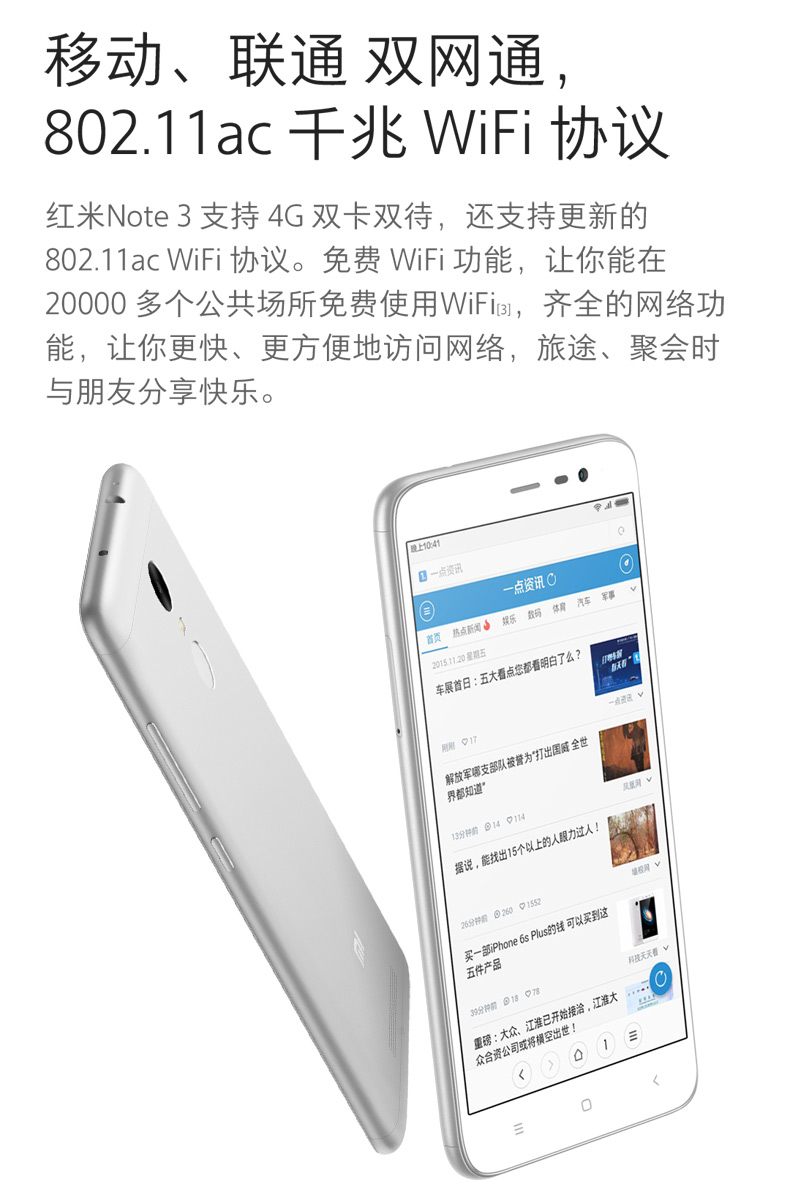 移动、联通 双网通，
802.11ac 千兆 WiFi 协议
红米Note 3 支持 4G 双卡双待，还支持更新的
802.11ac WiFi 协议。免费 WiFi 功能，让你能在
20000 多个公共场所免费使用WiFi[3]，齐全的网络功
能，让你更快、更方便地访问网络，旅途、聚会时
与朋友分享快乐。
晚上10:41
一点资讯
一点资讯
首页 热点新闻 娱乐 数码 体育 汽车 军事
2015.11.20 星期五
车展首日：五大看点您都看明白了么？
一点资讯
刚刚 17
解放军哪支部队被誉为“打出国威 全世
界都知道”
凤凰网
13分钟前 14 114
据说，能找出15个以上的人眼力过人！
墙根网
26分钟前 260 1552
买一部iPhone 6s Plus的钱 可以买到这
五件产品
科技天天看
39分钟前 18 78
重磅：大众、江淮已开始接洽，江淮大
众合资公司或将横空出世！
1